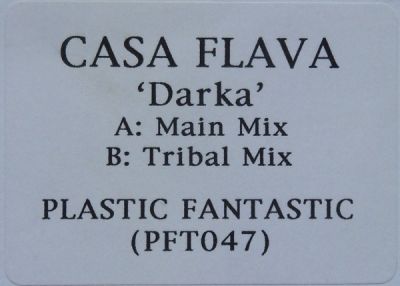 CASA FLAVA
‘Darka’
A: Main Mix
B: Tribal Mix
PLASTIC FANTASTIC
(PFT047)